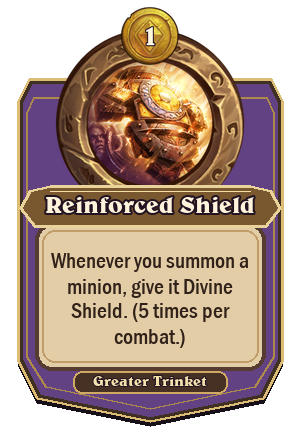 1
Reinforced Shield
Whenever you summon a
minion, give it Divine
Shield. (5 times per
combat.)
Greater Trinket